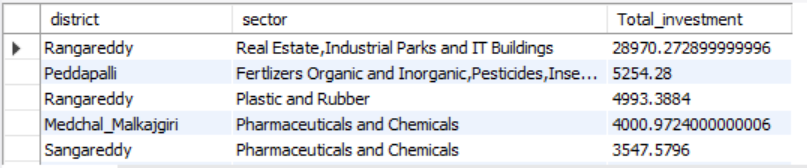 district sector Total_investment
Rangareddy Real Estate,Industrial Parks and IT Buildings 28970.272899999996
Peddapalli Fertlizers Organic and Inorganic,Pesticides,Inse... 5254.28
Rangareddy Plastic and Rubber 4993.3884
Medchal_Malkajgiri Pharmaceuticals and Chemicals 4000.9724000000006
Sangareddy Pharmaceuticals and Chemicals 3547.5796